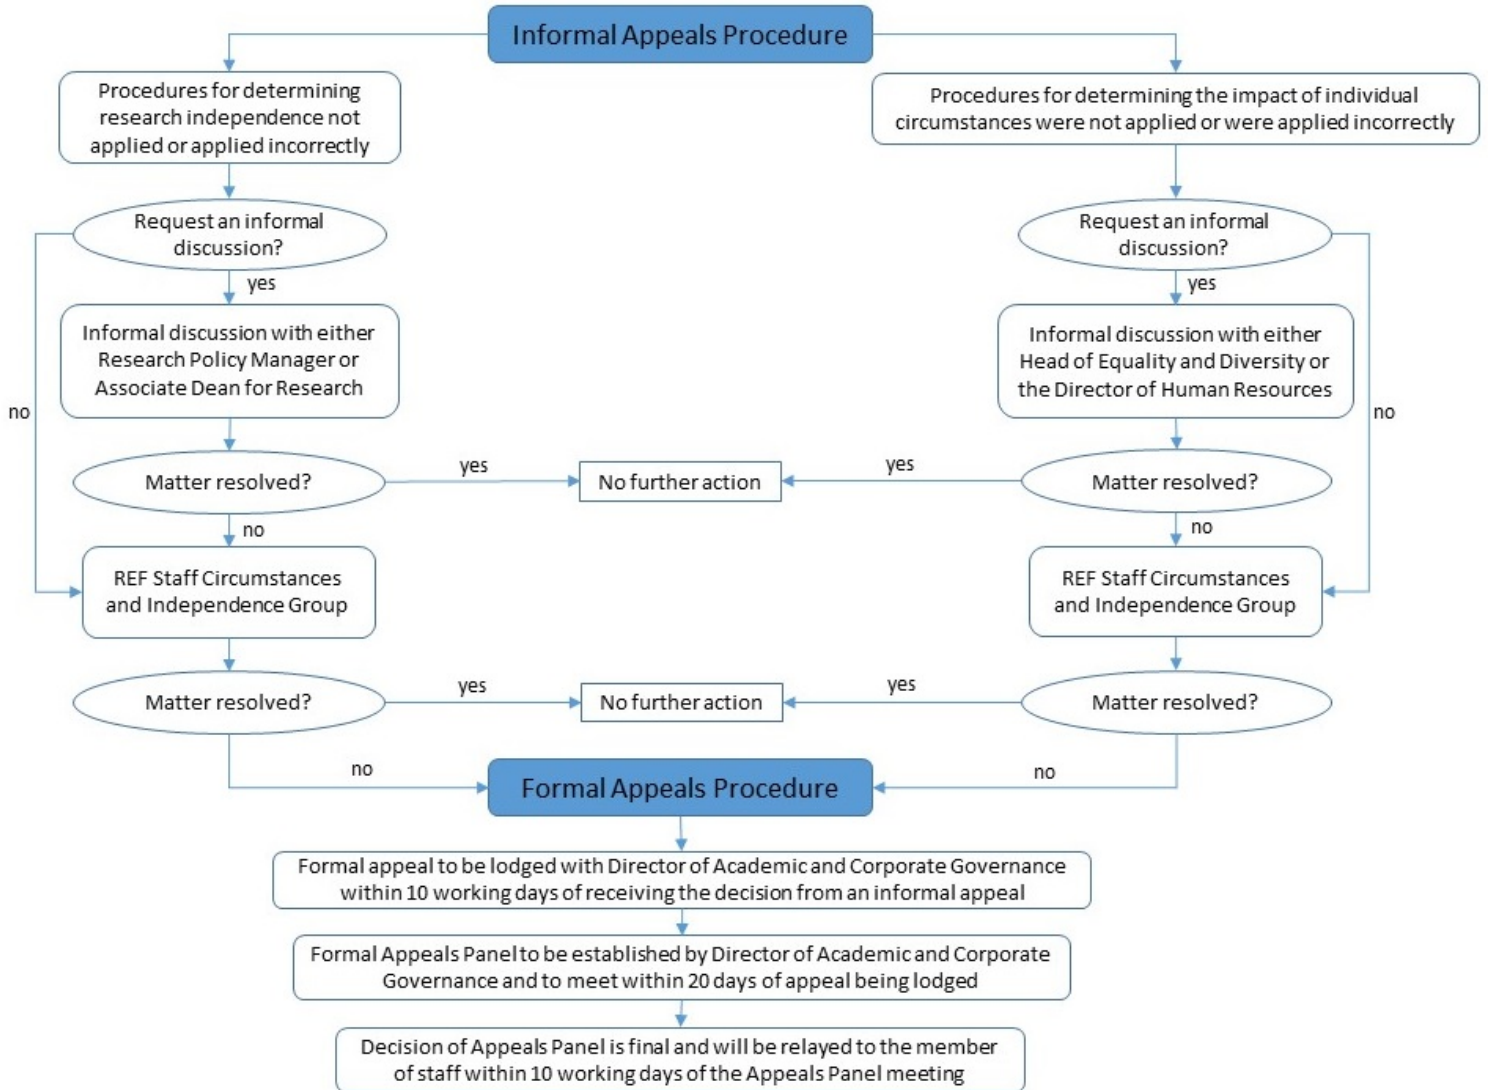 Informal Appeals Procedure
Procedures for determining
research independence not
applied or applied incorrectly
Procedures for determining the impact of individual
circumstances were not applied or were applied incorrectly
Request an informal
discussion?
Request an informal
discussion?
yes
yes
Informal discussion with either
Research Policy Manager or
Associate Dean for Research
Informal discussion with either
Head of Equality and Diversity or
the Director of Human Resources
no
no
Matter resolved?
yes
No further action
yes
Matter resolved?
no
no
REF Staff Circumstances
and Independence Group
REF Staff Circumstances
and Independence Group
Matter resolved?
yes
No further action
yes
Matter resolved?
no
Formal Appeals Procedure
no
Formal appeal to be lodged with Director of Academic and Corporate Governance
within 10 working days of receiving the decision from an informal appeal
Formal Appeals Panel to be established by Director of Academic and Corporate
Governance and to meet within 20 days of appeal being lodged
Decision of Appeals Panel is final and will be relayed to the member
of staff within 10 working days of the Appeals Panel meeting